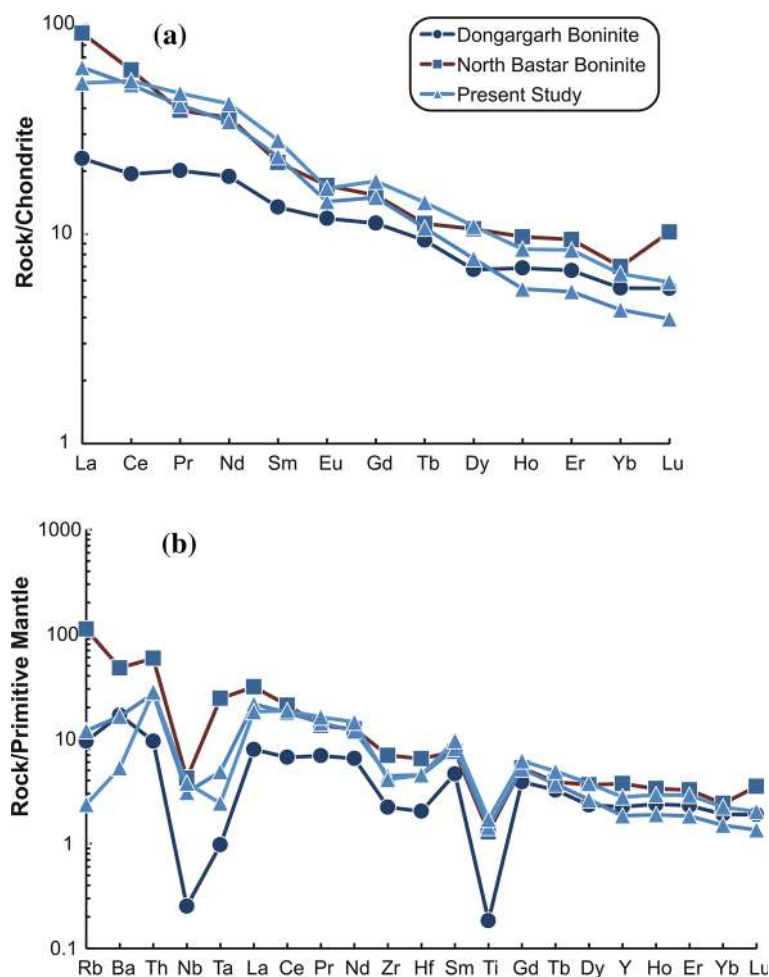 100
(a)
Dongargarh Boninite
North Bastar Boninite
Present Study
Rock/Chondrite
10
1
La Ce Pr Nd Sm Eu Gd Tb Dy Ho Er Yb Lu
1000
(b)
Rock/Primitive Mantle
100
10
1
0.1
Rb Ba Th Nb Ta La Ce Pr Nd Zr Hf Sm Ti Gd Tb Dy Y Ho Er Yb Lu